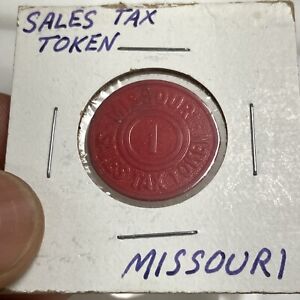 SALES TAX
TOKEN
MISSOURI
1
SALES TAX TOKEN
MISSOURI